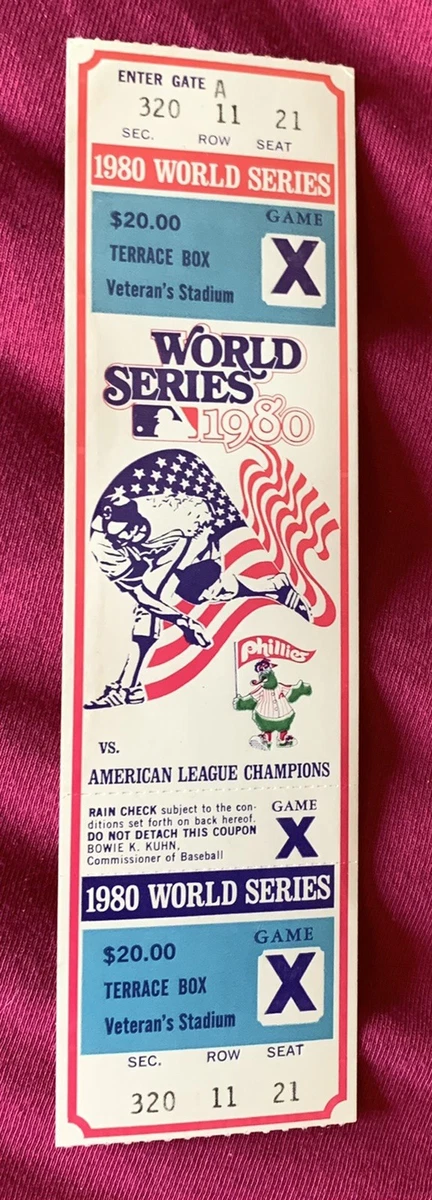 ENTER GATE A
320 11 21
SEC. ROW SEAT
1980 WORLD SERIES
$20.00 GAME
TERRACE BOX X
Veteran's Stadium
WORLD
SERIES
1980
phillies
VS.
AMERICAN LEAGUE CHAMPIONS
RAIN CHECK subject to the con-
ditions set forth on back hereof.
DO NOT DETACH THIS COUPON
BOWIE K. KUHN,
Commissioner of Baseball
GAME
X
1980 WORLD SERIES
$20.00 GAME
TERRACE BOX X
Veteran's Stadium
SEC. ROW SEAT
320 11 21